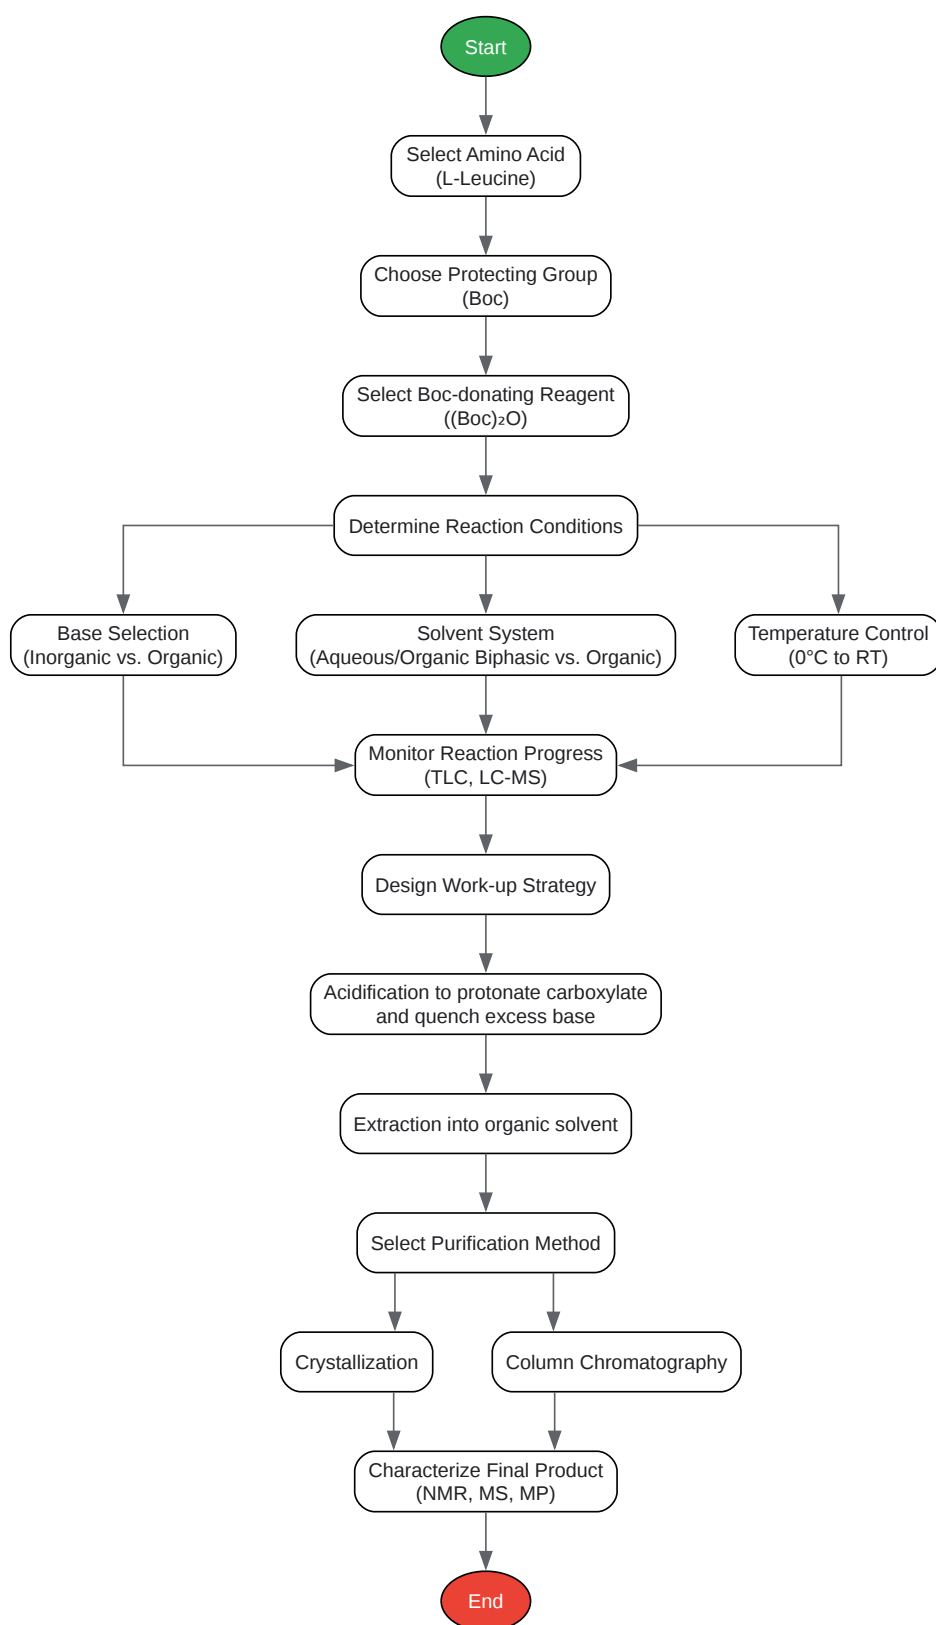 Start
Select Amino Acid
(L-Leucine)
Choose Protecting Group
(Boc)
Select Boc-donating Reagent
((Boc)₂O)
Determine Reaction Conditions
Base Selection
(Inorganic vs. Organic)
Solvent System
(Aqueous/Organic Biphasic vs. Organic)
Temperature Control
(0°C to RT)
Monitor Reaction Progress
(TLC, LC-MS)
Design Work-up Strategy
Acidification to protonate carboxylate
and quench excess base
Extraction into organic solvent
Select Purification Method
Crystallization
Column Chromatography
Characterize Final Product
(NMR, MS, MP)
End